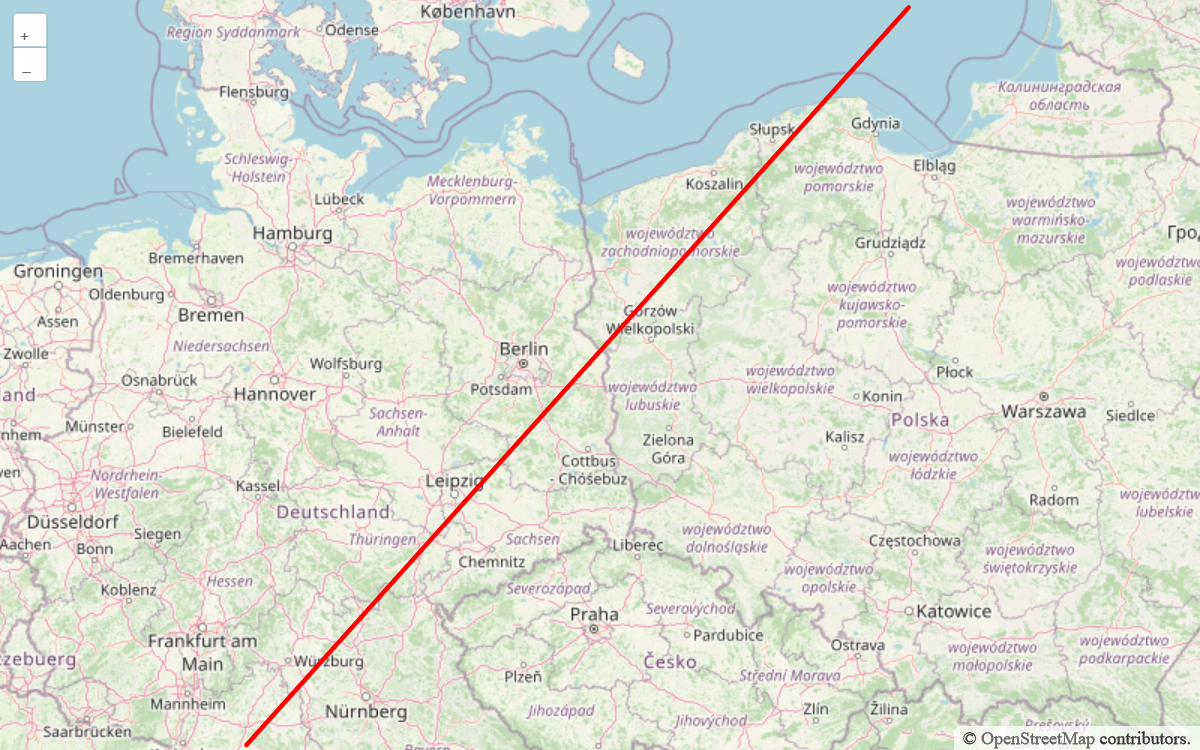 København
+
Region Syddanmark
Odense
–
Flensburg
Калининградская
область
Słupsk
Gdynia
Schleswig-
Holstein
Elbląg
Koszalin
województwo
pomorskie
Mecklenburg-
Vorpommern
Lübeck
województwo
warmińsko-
mazurskie
Hamburg
województwo
zachodniopomorskie
Grudziądz
Bremerhaven
Groningen
województwo
podlaskie
Oldenburg
województwo
kujawsko-
pomorskie
Bremen
Assen
Gorzów
Wielkopolski
Niedersachsen
Berlin
Zwolle
Wolfsburg
Płock
Osnabrück
Potsdam
Hannover
województwo
wielkopolskie
województwo
lubuskie
Konin
Warszawa
Siedlce
Sachsen-
Anhalt
Polska
Münster
Bielefeld
Zielona
Góra
Kalisz
Cottbus
- Chóśebuz
województwo
łódzkie
Nordrhein-
Westfalen
Kassel
Leipzig
Radom
województwo
lubelskie
Düsseldorf
Deutschland
Siegen
Thüringen
Sachsen
Liberec
województwo
dolnośląskie
Częstochowa
Aachen
Bonn
Chemnitz
województwo
świętokrzyskie
Hessen
Koblenz
Severozápad
województwo
opolskie
Praha
Severovýchod
Katowice
Frankfurt am
Main
Pardubice
Ostrava
Würzburg
Česko
województwo
małopolskie
województwo
podkarpackie
Plzeň
Střední Morava
Mannheim
Nürnberg
Jihozápad
Jihovýchod
Zlín
Žilina
Saarbrücken
Prešovský
Bayern
© OpenStreetMap contributors.